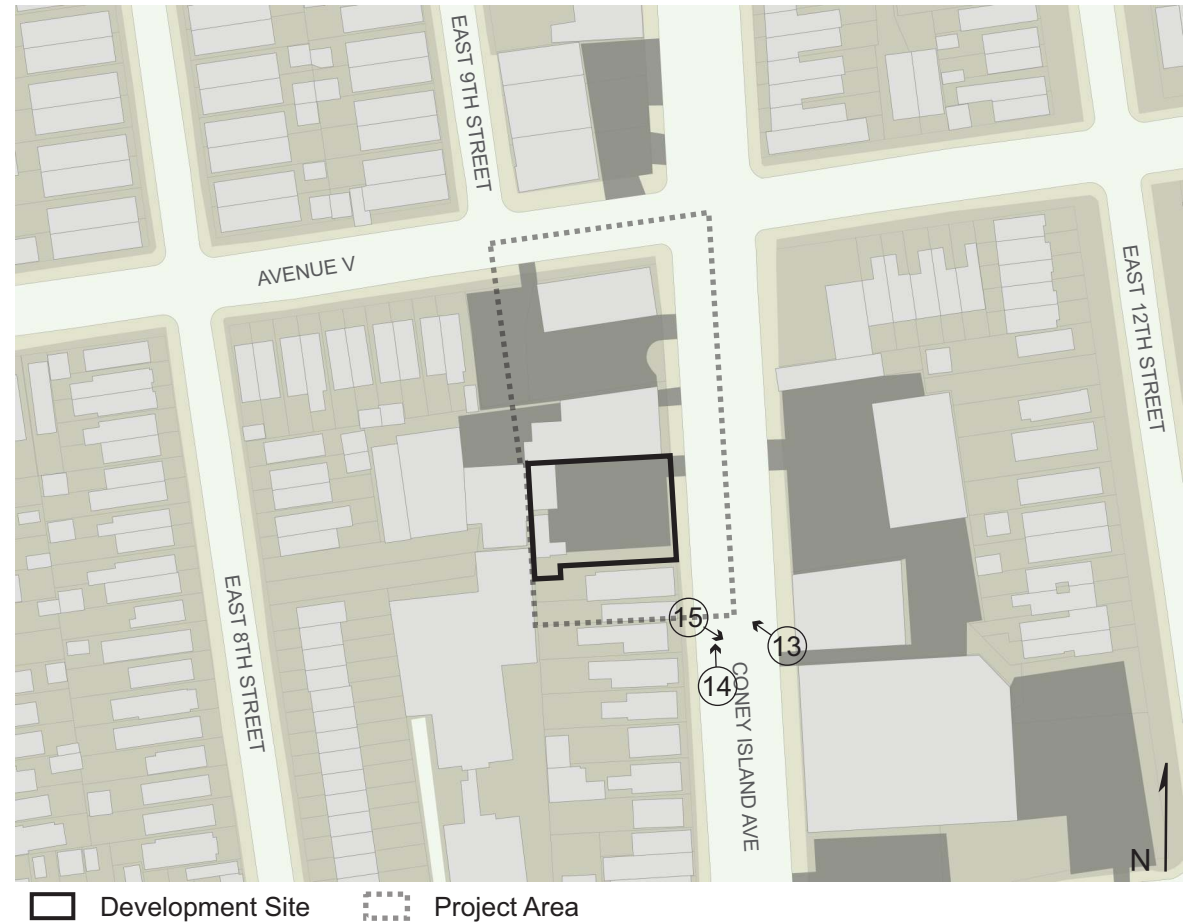 EAST 9TH STREET
AVENUE V
EAST 12TH STREET
EAST 8TH STREET
15
13
14
CONEY ISLAND AVE
N
Development Site
Project Area